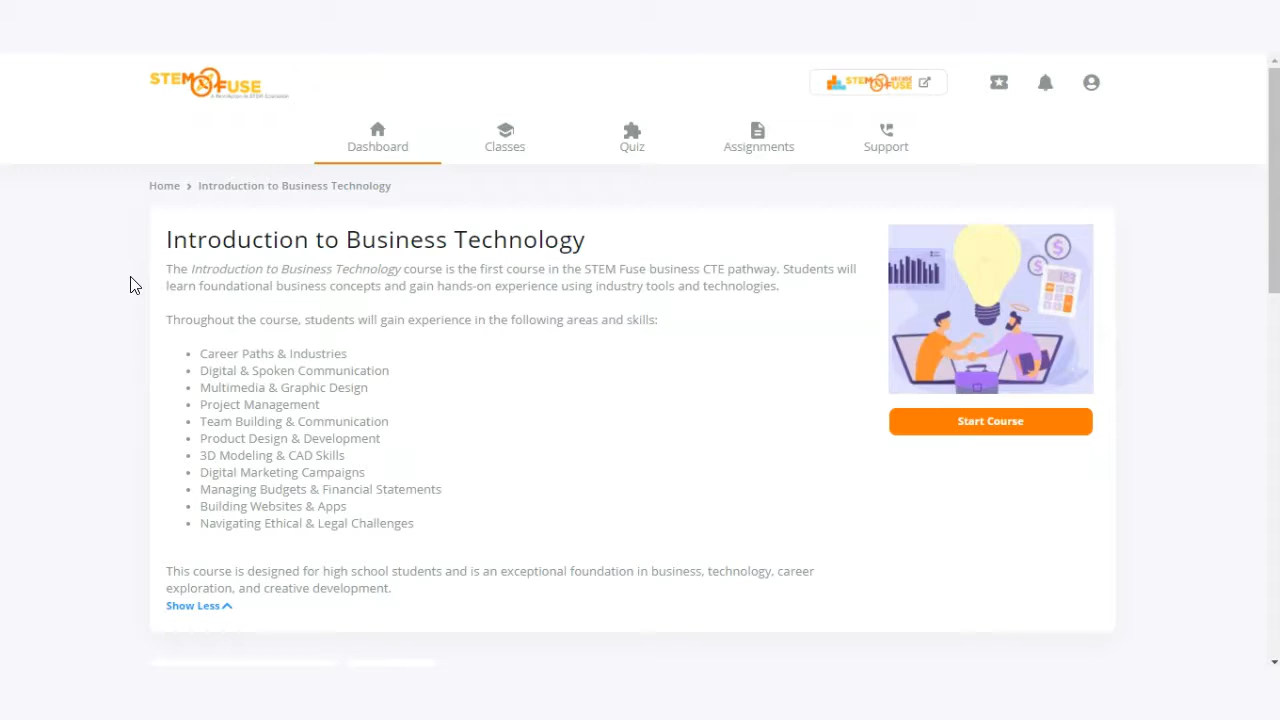 STEM FUSE
STEM FUSE
Dashboard
Classes
Quiz
Assignments
Support
Home › Introduction to Business Technology
Introduction to Business Technology
The Introduction to Business Technology course is the first course in the STEM Fuse business CTE pathway. Students will
learn foundational business concepts and gain hands-on experience using industry tools and technologies.
Throughout the course, students will gain experience in the following areas and skills:
• Career Paths & Industries
• Digital & Spoken Communication
• Multimedia & Graphic Design
• Project Management
• Team Building & Communication
• Product Design & Development
• 3D Modeling & CAD Skills
• Digital Marketing Campaigns
• Managing Budgets & Financial Statements
• Building Websites & Apps
• Navigating Ethical & Legal Challenges
This course is designed for high school students and is an exceptional foundation in business, technology, career
exploration, and creative development.
Show Less
$
$
123
Start Course